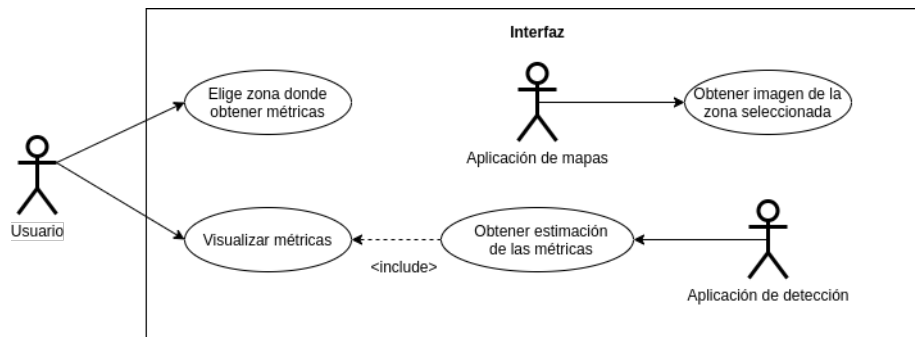 Interfaz
Elige zona donde
obtener métricas
Obtener imagen de la
zona seleccionada
Aplicación de mapas
Usuario
Visualizar métricas
<include>
Obtener estimación
de las métricas
Aplicación de detección